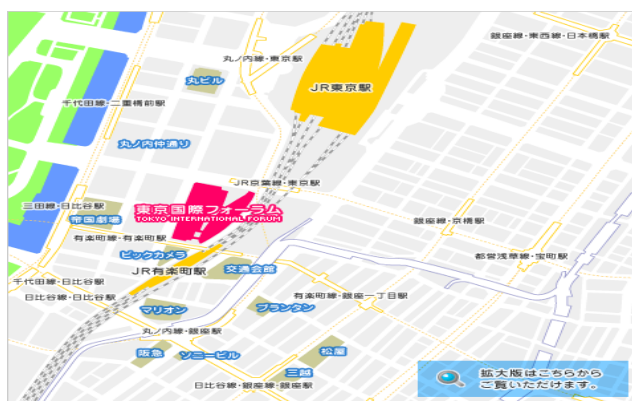 丸ノ内線・東京駅
銀座線・東西線・日本橋駅
丸ビル
JR東京駅
千代田線・二重橋前駅
丸ノ内仲通り
JR京葉線・東京駅
三田線・日比谷駅
東京国際フォーラム
TOKYO INTERNATIONAL FORUM
帝国劇場
銀座線・京橋駅
有楽町線・有楽町駅
ビックカメラ
都営浅草線・宝町駅
JR有楽町駅
交通会館
千代田線・日比谷駅
日比谷線・日比谷駅
有楽町線・銀座一丁目駅
マリオン
プランタン
丸ノ内線・銀座駅
阪急
ソニービル
松屋
三越
日比谷線・銀座線・銀座駅
拡大版はこちらから
ご覧いただけます。